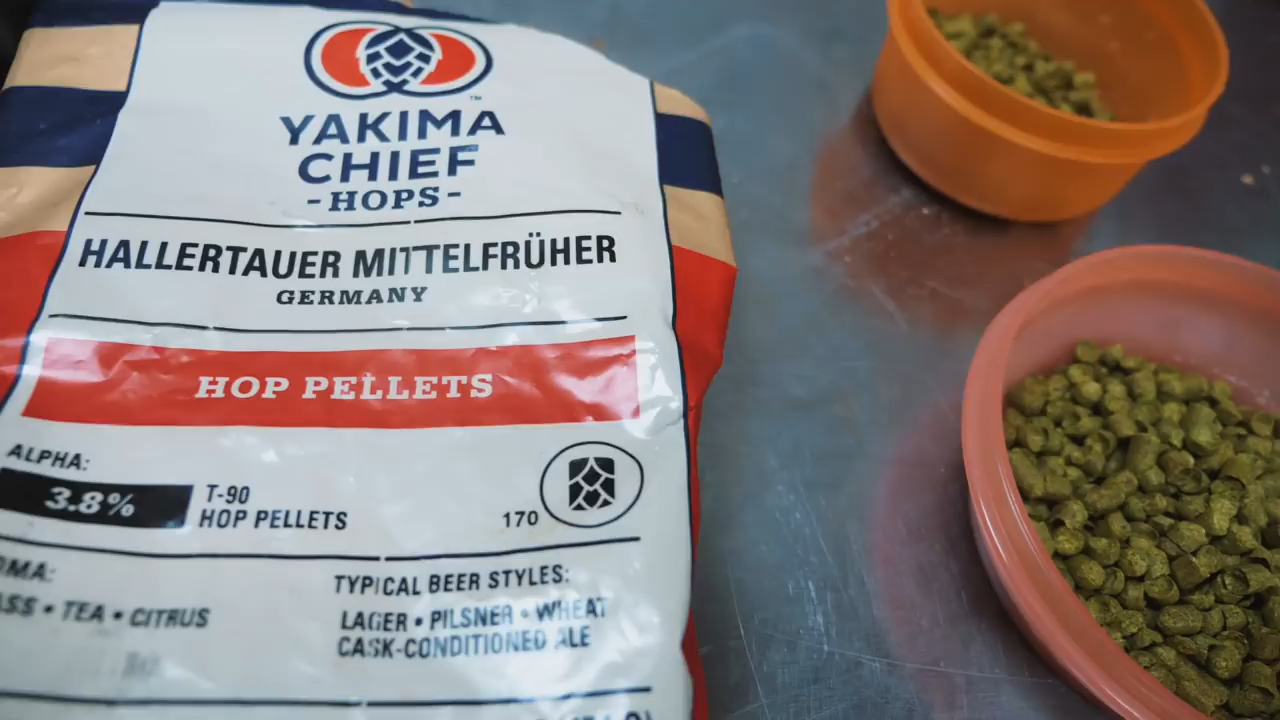 YAKIMA
CHIEF
-HOPS-
™
HALLERTAUER MITTELFRÜHER
GERMANY
HOP PELLETS
ALPHA:
3.8%
T-90
HOP PELLETS
170
TYPICAL BEER STYLES:
• TEA • CITRUS
LAGER • PILSNER • WHEAT
CASK-CONDITIONED ALE